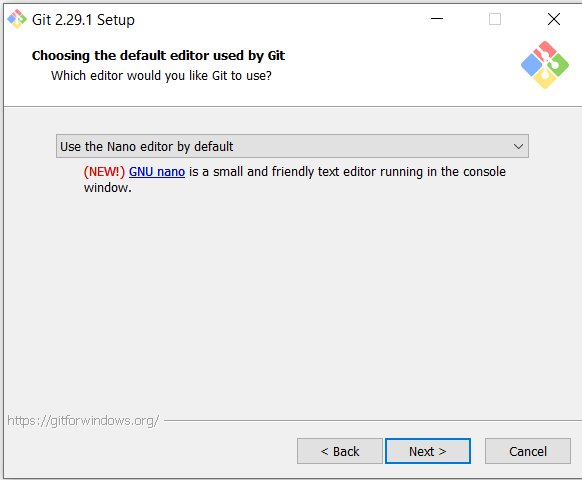 Git 2.29.1 Setup
Choosing the default editor used by Git
Which editor would you like Git to use?
Use the Nano editor by default
(NEW!) GNU nano is a small and friendly text editor running in the console
window.
https://gitforwindows.org/
< Back
Next >
Cancel